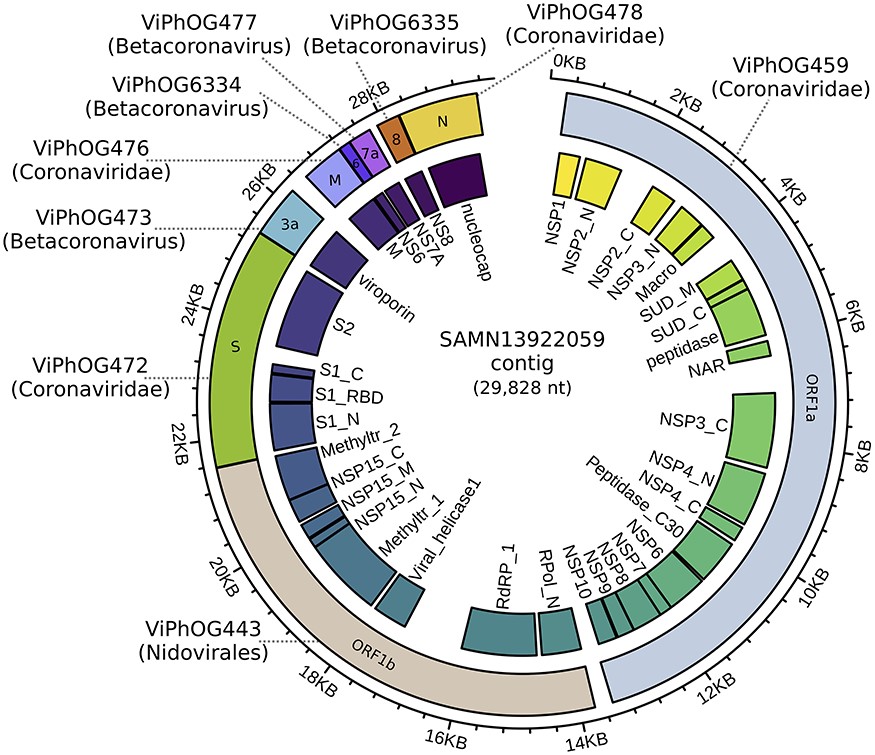 ViPhOG477
(Betacoronavirus)
ViPhOG6335
(Betacoronavirus)
ViPhOG478
(Coronaviridae)
ViPhOG459
(Coronaviridae)
ViPhOG6334
(Betacoronavirus)
ViPhOG476
(Coronaviridae)
ViPhOG473
(Betacoronavirus)
ViPhOG472
(Coronaviridae)
ViPhOG443
(Nidovirales)
0KB
2KB
4KB
6KB
8KB
10KB
12KB
14KB
16KB
18KB
20KB
22KB
24KB
26KB
28KB
ORF1a
ORF1b
S
3a
M
6
7a
8
N
NSP1
NSP2_N
NSP2_C
NSP3_N
Macro
SUD_M
SUD_C
peptidase
NAR
NSP3_C
NSP4_N
NSP4_C
Peptidase_C30
NSP6
NSP7
NSP8
NSP9
NSP10
RPol_N
RdRP_1
Viral_helicase1
Methyltr_1
NSP15_N
NSP15_M
NSP15_C
Methyltr_2
S1_N
S1_RBD
S1_C
S2
viroporin
M
NS6
NS7A
NS8
nucleocap
SAMN13922059
contig
(29,828 nt)